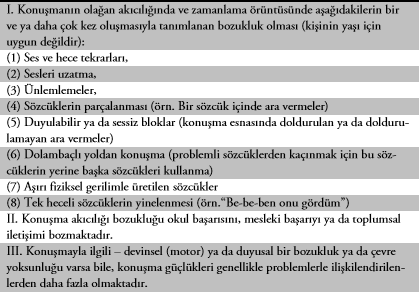 I. Konuşmanın olağan akıcılığında ve zamanlama örüntüsünde aşağıdakilerin bir
ve ya daha çok kez oluşmasıyla tanımlanan bozukluk olması (kişinin yaşı için
uygun değildir):
(1) Ses ve hece tekrarları,
(2) Sesleri uzatma,
(3) Ünlemlemeler,
(4) Sözcüklerin parçalanması (örn. Bir sözcük içinde ara vermeler)
(5) Duyulabilir ya da sessiz bloklar (konuşma esnasında doldurulan ya da dolduru-
lamayan ara vermeler)
(6) Dolambaçlı yoldan konuşma (problemli sözcüklerden kaçınmak için bu söz-
cüklerin yerine başka sözcükleri kullanma)
(7) Aşırı fiziksel gerilimle üretilen sözcükler
(8) Tek heceli sözcüklerin yinelenmesi (örn.“Be-be-ben onu gördüm”)
II. Konuşma akıcılığı bozukluğu okul başarısını, mesleki başarıyı ya da toplumsal
iletişimi bozmaktadır.
III. Konuşmayla ilgili – devinsel (motor) ya da duyusal bir bozukluk ya da çevre
yoksunluğu varsa bile, konuşma güçlükleri genellikle problemlerle ilişkilendirilen-
lerden daha fazla olmaktadır.